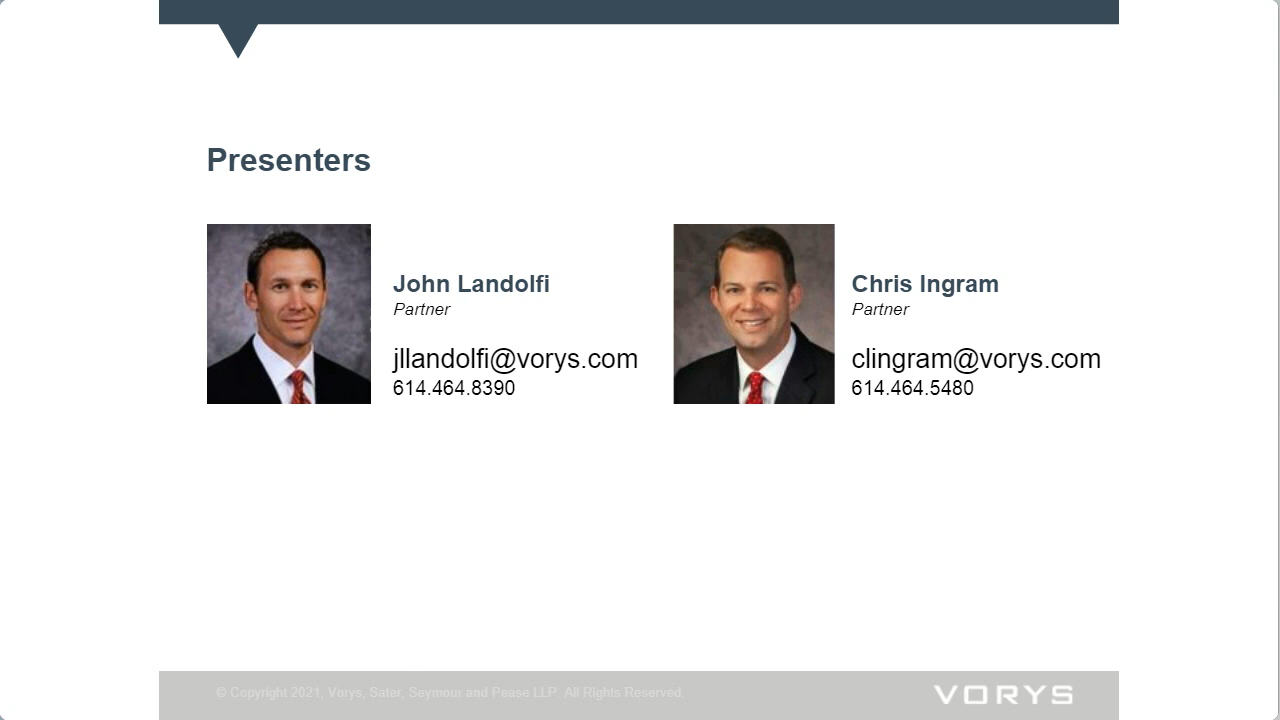 Presenters
John Landolfi
Partner
jllandolfi@vorys.com
614.464.8390
Chris Ingram
Partner
clingram@vorys.com
614.464.5480
© Copyright 2021, Vorys, Sater, Seymour and Pease LLP. All Rights Reserved.
VORYS